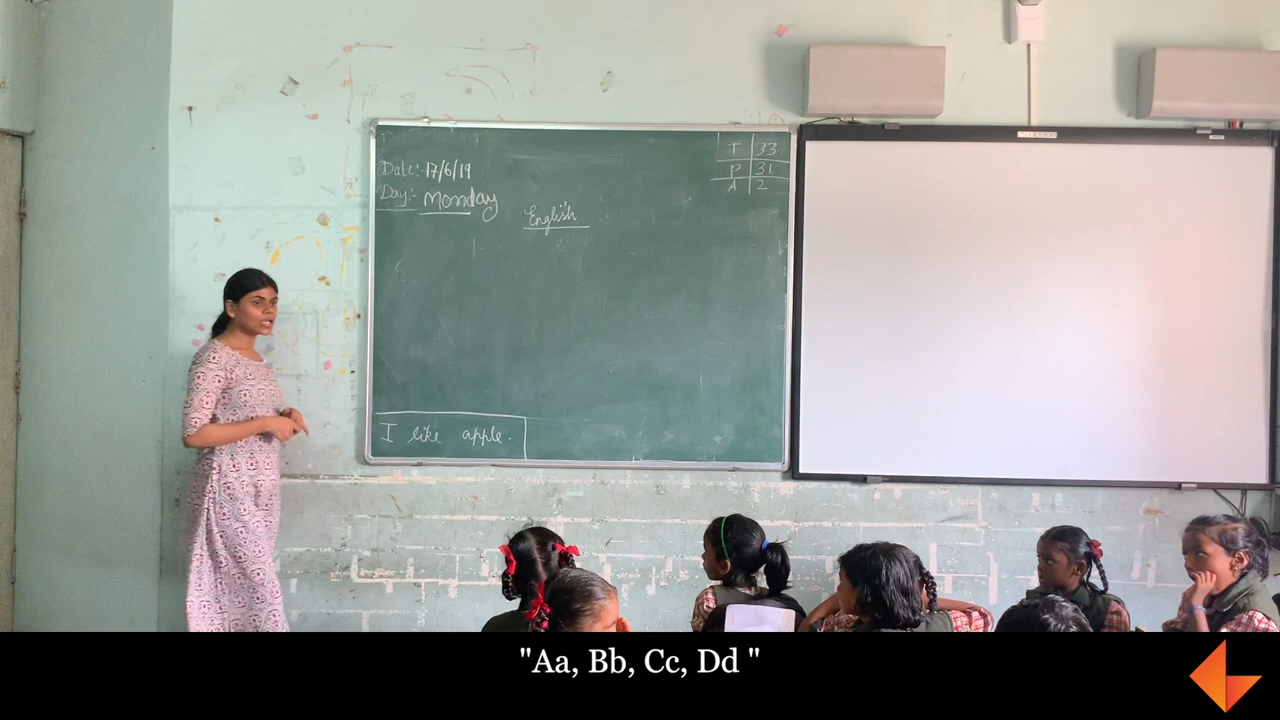 Date:- 17/6/19
Day:- Monday
English
T 33
P 31
A 2
I like apple.
"Aa, Bb, Cc, Dd "